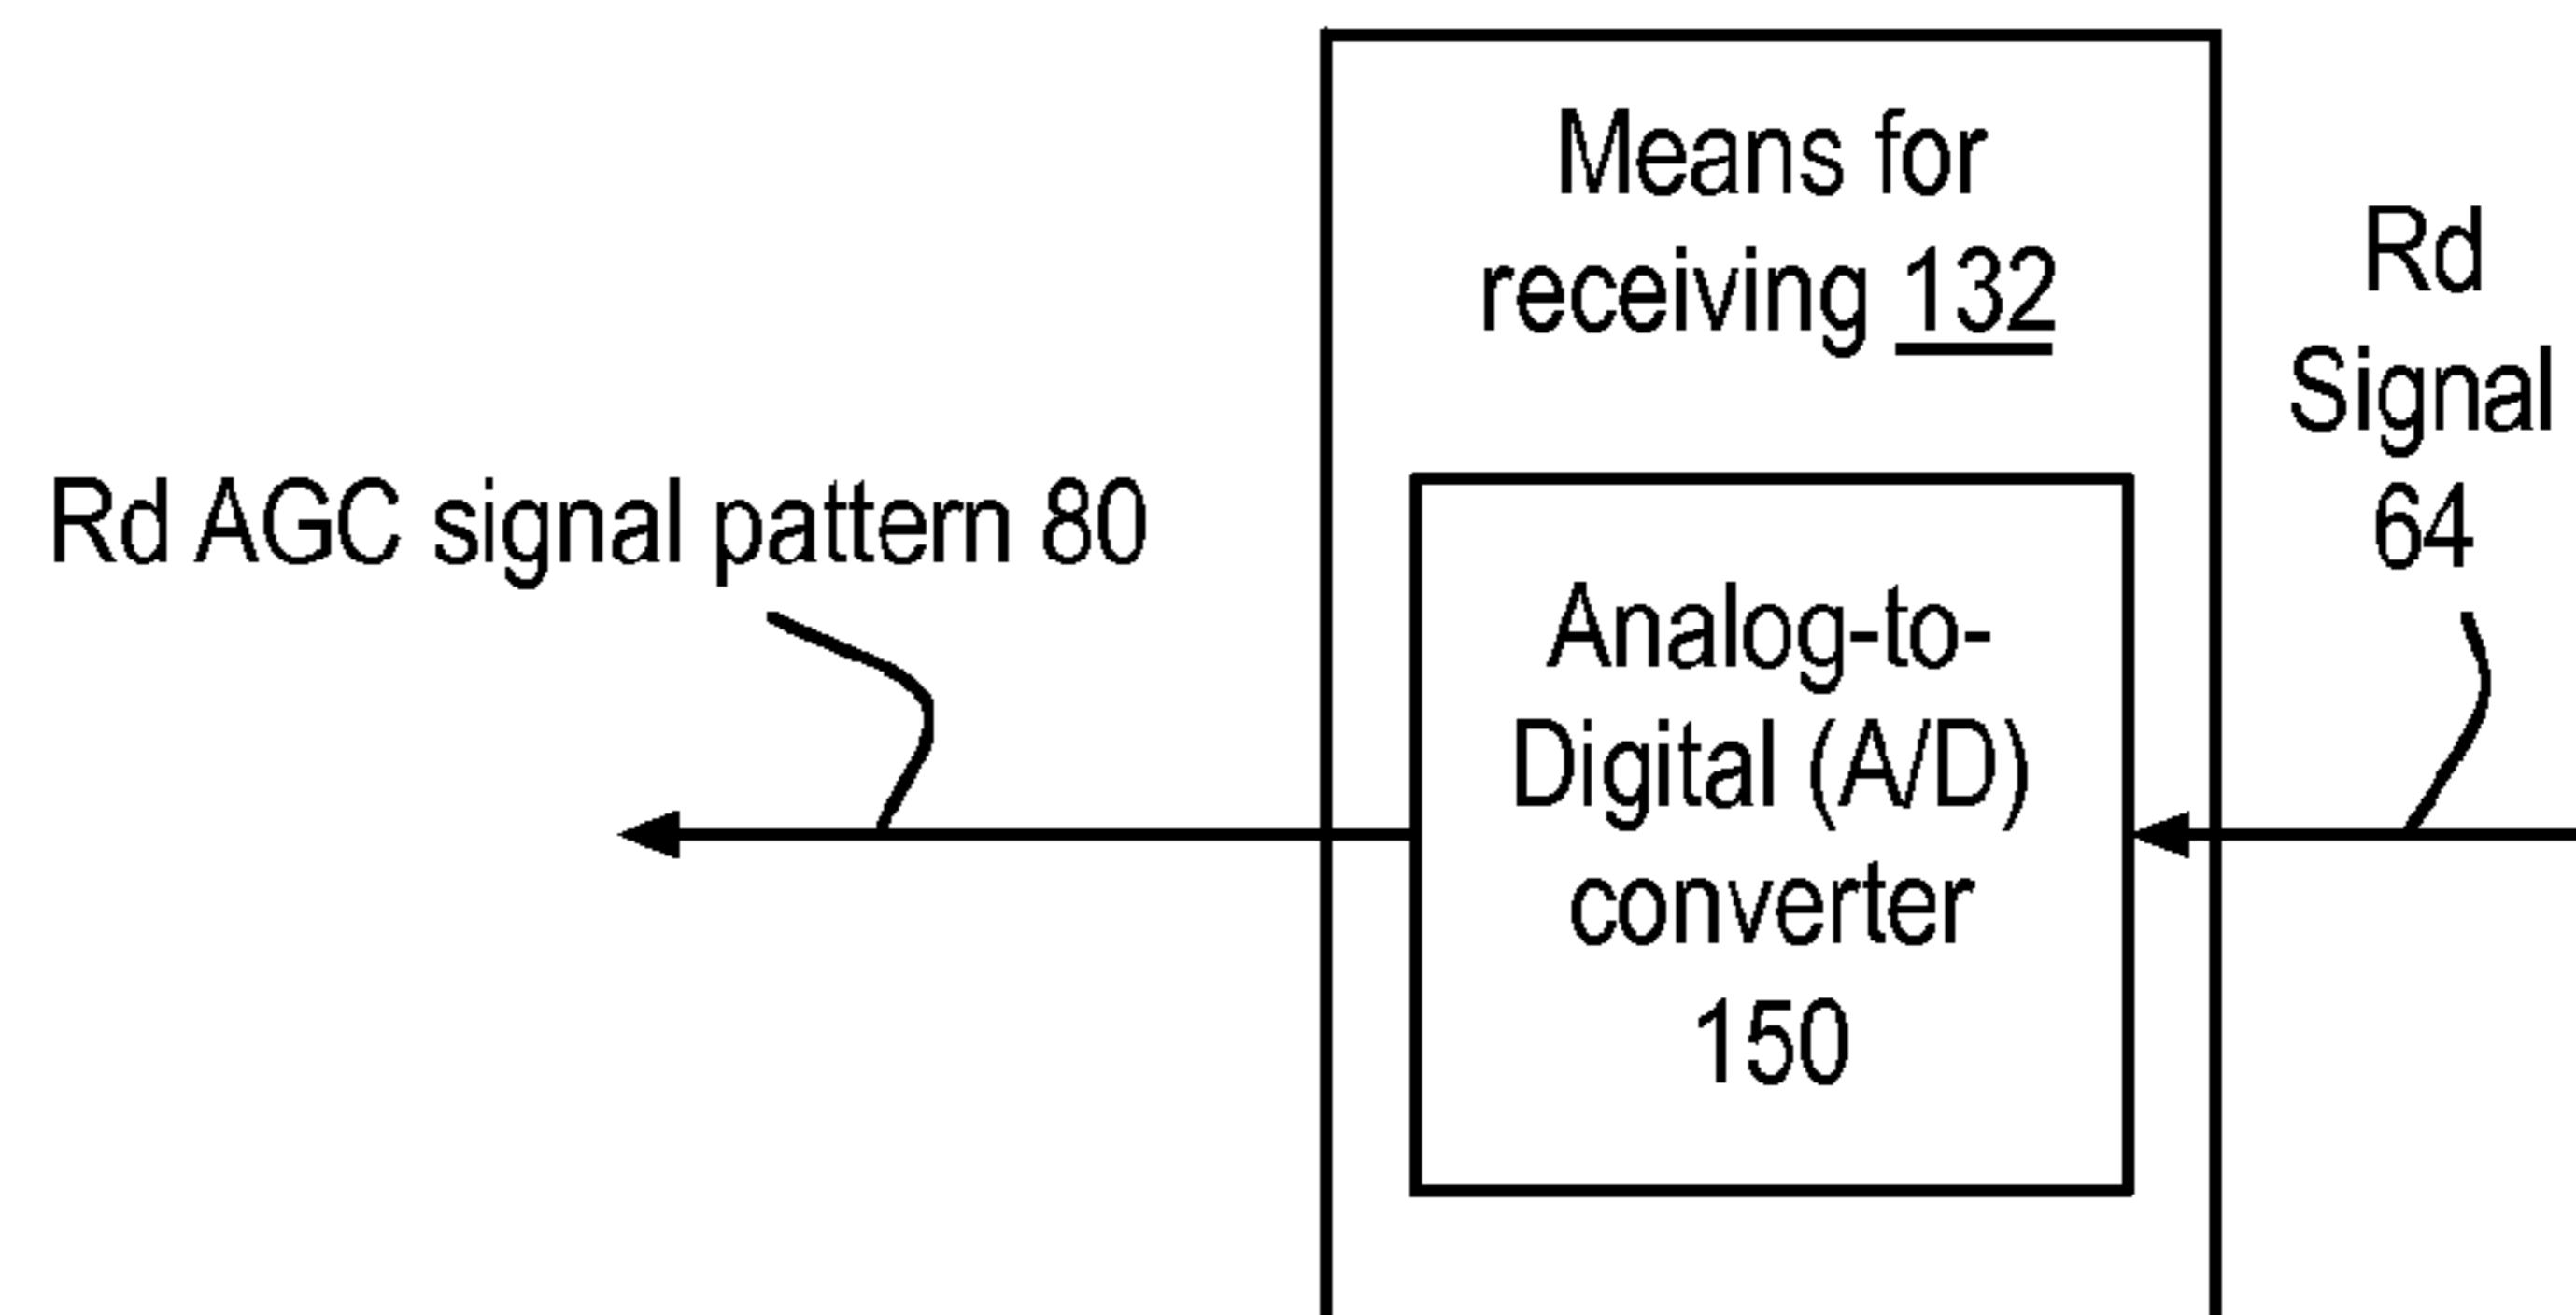 Means for
receiving 132
Rd
Signal
64
Rd AGC signal pattern 80
Analog-to-
Digital (A/D)
converter
150